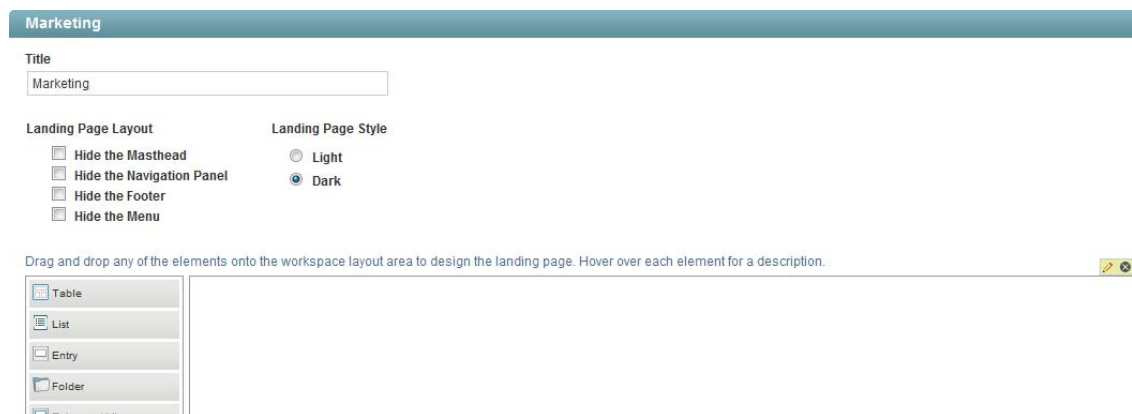 Marketing
Title
Marketing
Landing Page Layout
Landing Page Style
Hide the Masthead
Light
Hide the Navigation Panel
Dark
Hide the Footer
Hide the Menu
Drag and drop any of the elements onto the workspace layout area to design the landing page. Hover over each element for a description.
Table
List
Entry
Folder